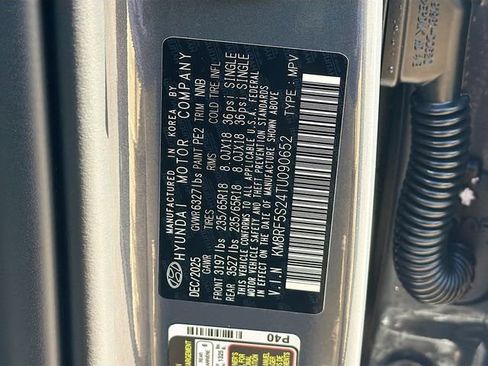 MANUFACTURED IN KOREA BY
HYUNDAI MOTOR COMPANY
DEC/2025 GVWR6327lbs PAINT PE2 TRIM NNB
GAWR TIRES RIMS COLD TIRE INFL.
FRONT 3197lbs 235/65R18 8.0JX18 36psi SINGLE
REAR 3527lbs 235/65R18 8.0JX18 36psi SINGLE
THIS VEHICLE CONFORMS TO ALL APPLICABLE U.S.A FEDERAL
MOTOR VEHICLE SAFETY, BUMPER, AND THEFT PREVENTION STANDARDS
IN EFFECT ON THE DATE OF MANUFACTURE SHOWN ABOVE.
V.I.N : KM8RF5S24TU090652 TYPE : MPV
P40